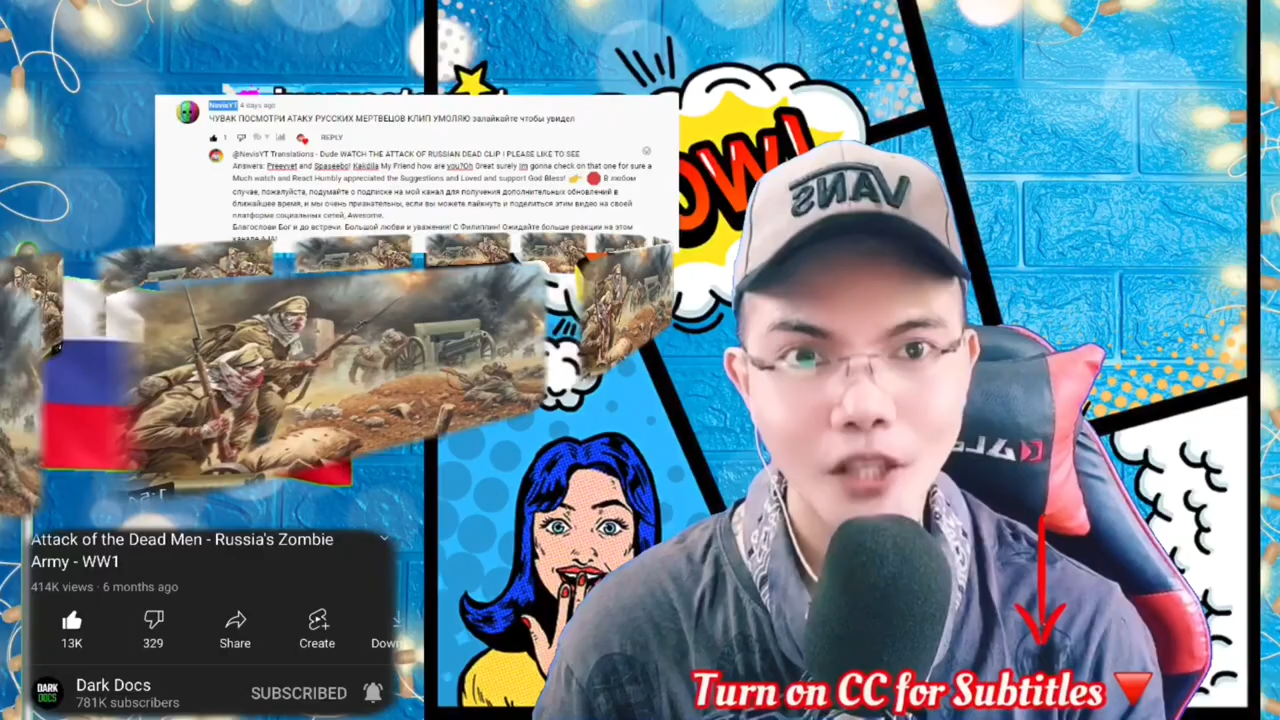 NevisYT 4 days ago
ЧУВАК ПОСМОТРИ АТАКУ РУССКИХ МЕРТВЕЦОВ КЛИП УМОЛЯЮ залайкайте чтобы увидел
1 REPLY
@NevisYT Translations - Dude WATCH THE ATTACK OF RUSSIAN DEAD CLIP I PLEASE LIKE TO SEE
Answers: Preevyet and Spaseebo! Kakdila My Friend how are you?Oh Great surely Im gonna check on that one for sure a
Much watch and React Humbly appreciated the Suggestions and Loved and support God Bless! В любом
случае, пожалуйста, подумайте о подписке на мой канал для получения дополнительных обновлений в
ближайшее время, и мы очень признательны, если вы можете лайкнуть и поделиться этим видео на своей
платформе социальных сетей, Awesome.
Благослови Бог и до встречи. Большой любви и уважения! С Филиппин! Ожидайте больше реакции на этом
OW!
VANS
Attack of the Dead Men - Russia's Zombie
Army - WW1
414K views · 6 months ago
13K 329 Share Create Down
DARK DOCS
Dark Docs SUBSCRIBED
781K subscribers
Turn on CC for Subtitles